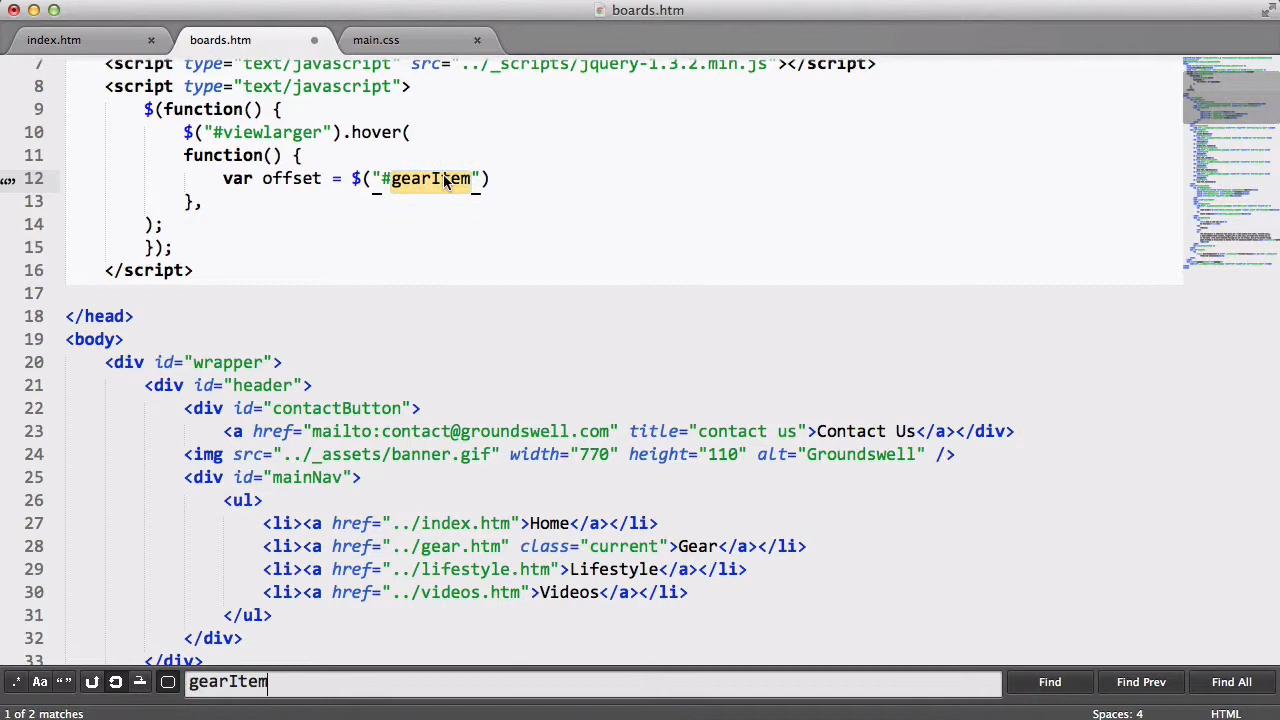 boards.htm
index.htm boards.htm main.css
7 <script type="text/javascript" src="../_scripts/jquery-1.3.2.min.js"></script>
8 <script type="text/javascript">
9 $(function() {
10 $("#viewlarger").hover(
11 function() {
12 var offset = $("#gearItem")
13 },
14 );
15 });
16 </script>
17
18 </head>
19 <body>
20 <div id="wrapper">
21 <div id="header">
22 <div id="contactButton">
23 <a href="mailto:contact@groundswell.com" title="contact us">Contact Us</a></div>
24 <img src="../_assets/banner.gif" width="770" height="110" alt="Groundswell" />
25 <div id="mainNav">
26 <ul>
27 <li><a href="../index.htm">Home</a></li>
28 <li><a href="../gear.htm" class="current">Gear</a></li>
29 <li><a href="../lifestyle.htm">Lifestyle</a></li>
30 <li><a href="../videos.htm">Videos</a></li>
31 </ul>
32 </div>
33 </div>
.* Aa “” gearItem Find Find Prev Find All
1 of 2 matches Spaces: 4 HTML